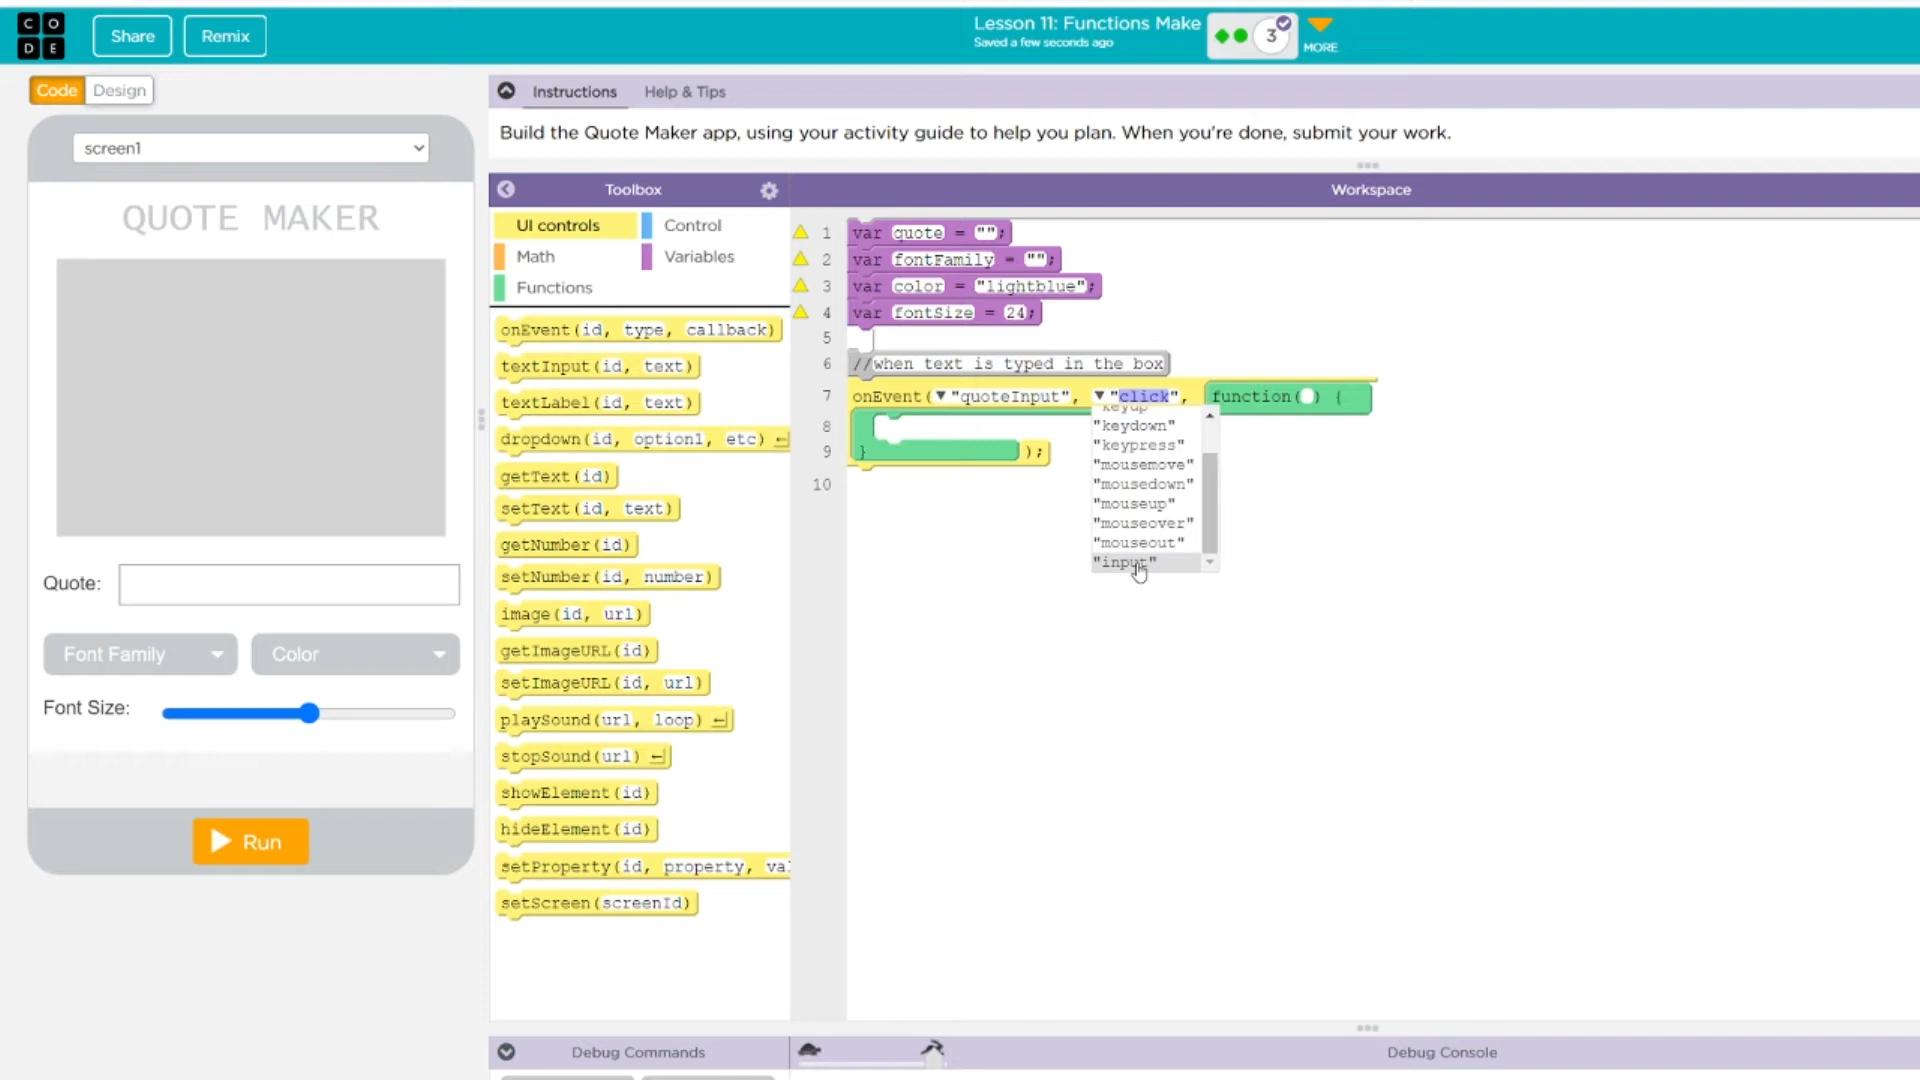 C O
D E
Share
Remix
Lesson 11: Functions Make
Saved a few seconds ago
3
MORE
Code
Design
screen1
QUOTE MAKER
Quote:
Font Family
Color
Font Size:
Run
Instructions
Help & Tips
Build the Quote Maker app, using your activity guide to help you plan. When you're done, submit your work.
Toolbox
Workspace
UI controls
Control
Math
Variables
Functions
onEvent(id, type, callback)
textInput(id, text)
textLabel(id, text)
dropdown(id, option1, etc)
getText(id)
setText(id, text)
getNumber(id)
setNumber(id, number)
image(id, url)
getImageURL(id)
setImageURL(id, url)
playSound(url, loop)
stopSound(url)
showElement(id)
hideElement(id)
setProperty(id, property, val
setScreen(screenId)
1 var quote = "";
2 var fontFamily = "";
3 var color = "lightblue";
4 var fontSize = 24;
5
6 //when text is typed in the box
7 onEvent(▼"quoteInput", ▼"click", function() {
8
9 } );
10
"keyup"
"keydown"
"keypress"
"mousemove"
"mousedown"
"mouseup"
"mouseover"
"mouseout"
"input"
Debug Commands
Debug Console